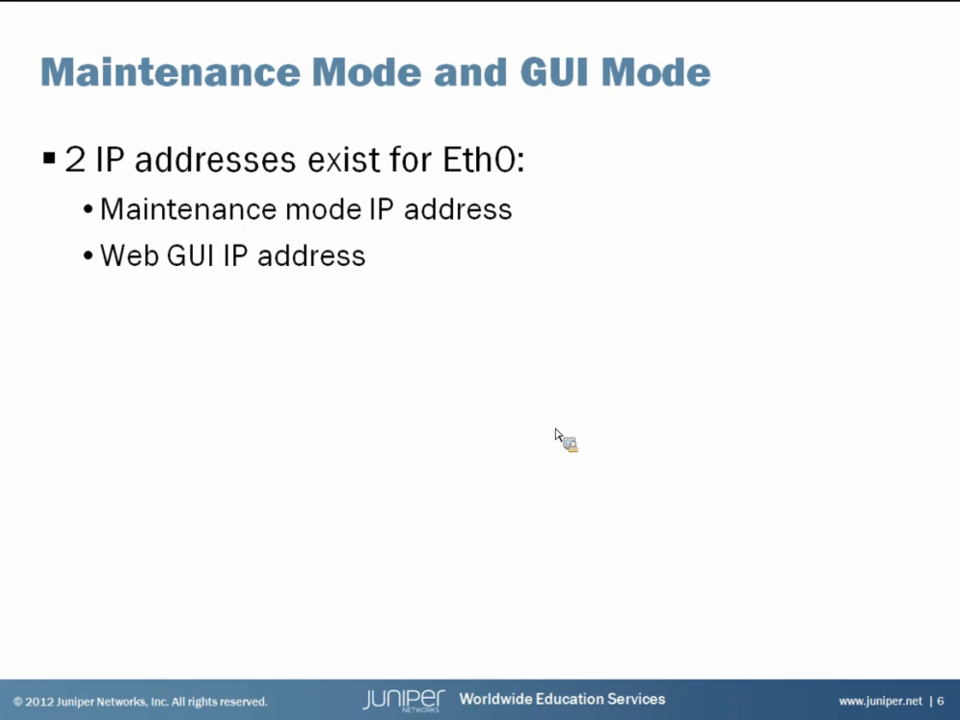 Maintenance Mode and GUI Mode
▪ 2 IP addresses exist for Eth0:
• Maintenance mode IP address
• Web GUI IP address
© 2012 Juniper Networks, Inc. All rights reserved.
JUNIPER
NETWORKS
Worldwide Education Services
www.juniper.net | 6